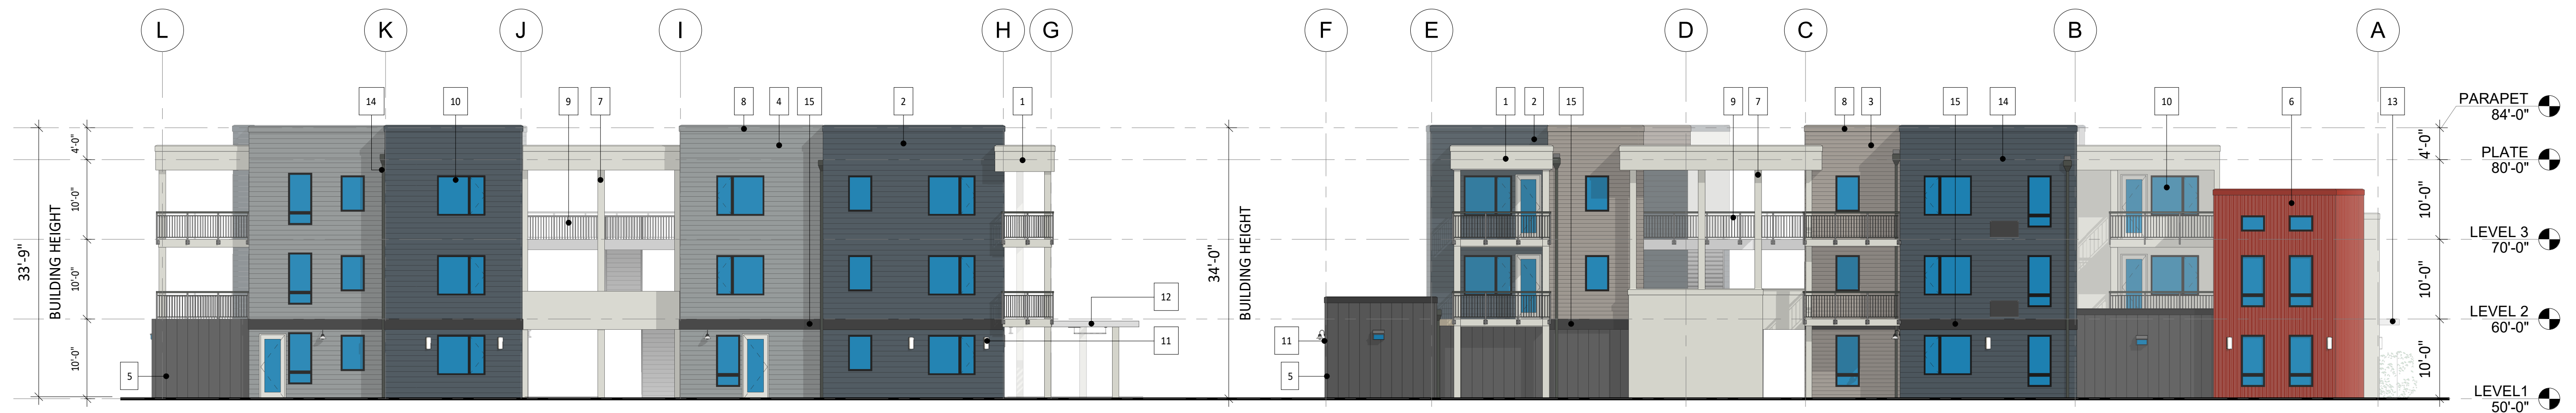 L K J I H G F E D C B A
14 10 9 7 8 4 15 2 1 1 2 15 9 7 8 3 15 14 10 6 13
PARAPET
84'-0"
PLATE
80'-0"
LEVEL 3
70'-0"
LEVEL 2
60'-0"
LEVEL1
50'-0"
33'-9"
BUILDING HEIGHT
4'-0"
10'-0"
10'-0"
10'-0"
5
12
11
34'-0"
BUILDING HEIGHT
11
5
4'-0"
10'-0"
10'-0"
10'-0"